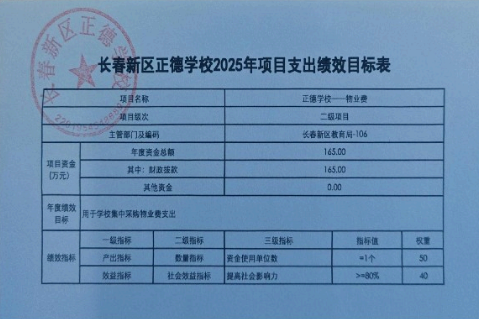 长春新区正德学校
长春新区正德学校2025年项目支出绩效目标表
项目名称 正德学校——物业费
项目级次 二级项目
主管部门及编码 长春新区教育局-106
项目资金(万元) 年度资金总额 165.00
其中：财政拨款 165.00
其他资金 0.00
年度绩效目标 用于学校集中采购物业费支出
绩效指标 一级指标 二级指标 三级指标 指标值 权重
产出指标 数量指标 资金使用单位数 =1个 50
效益指标 社会效益指标 提高社会影响力 >=80% 40